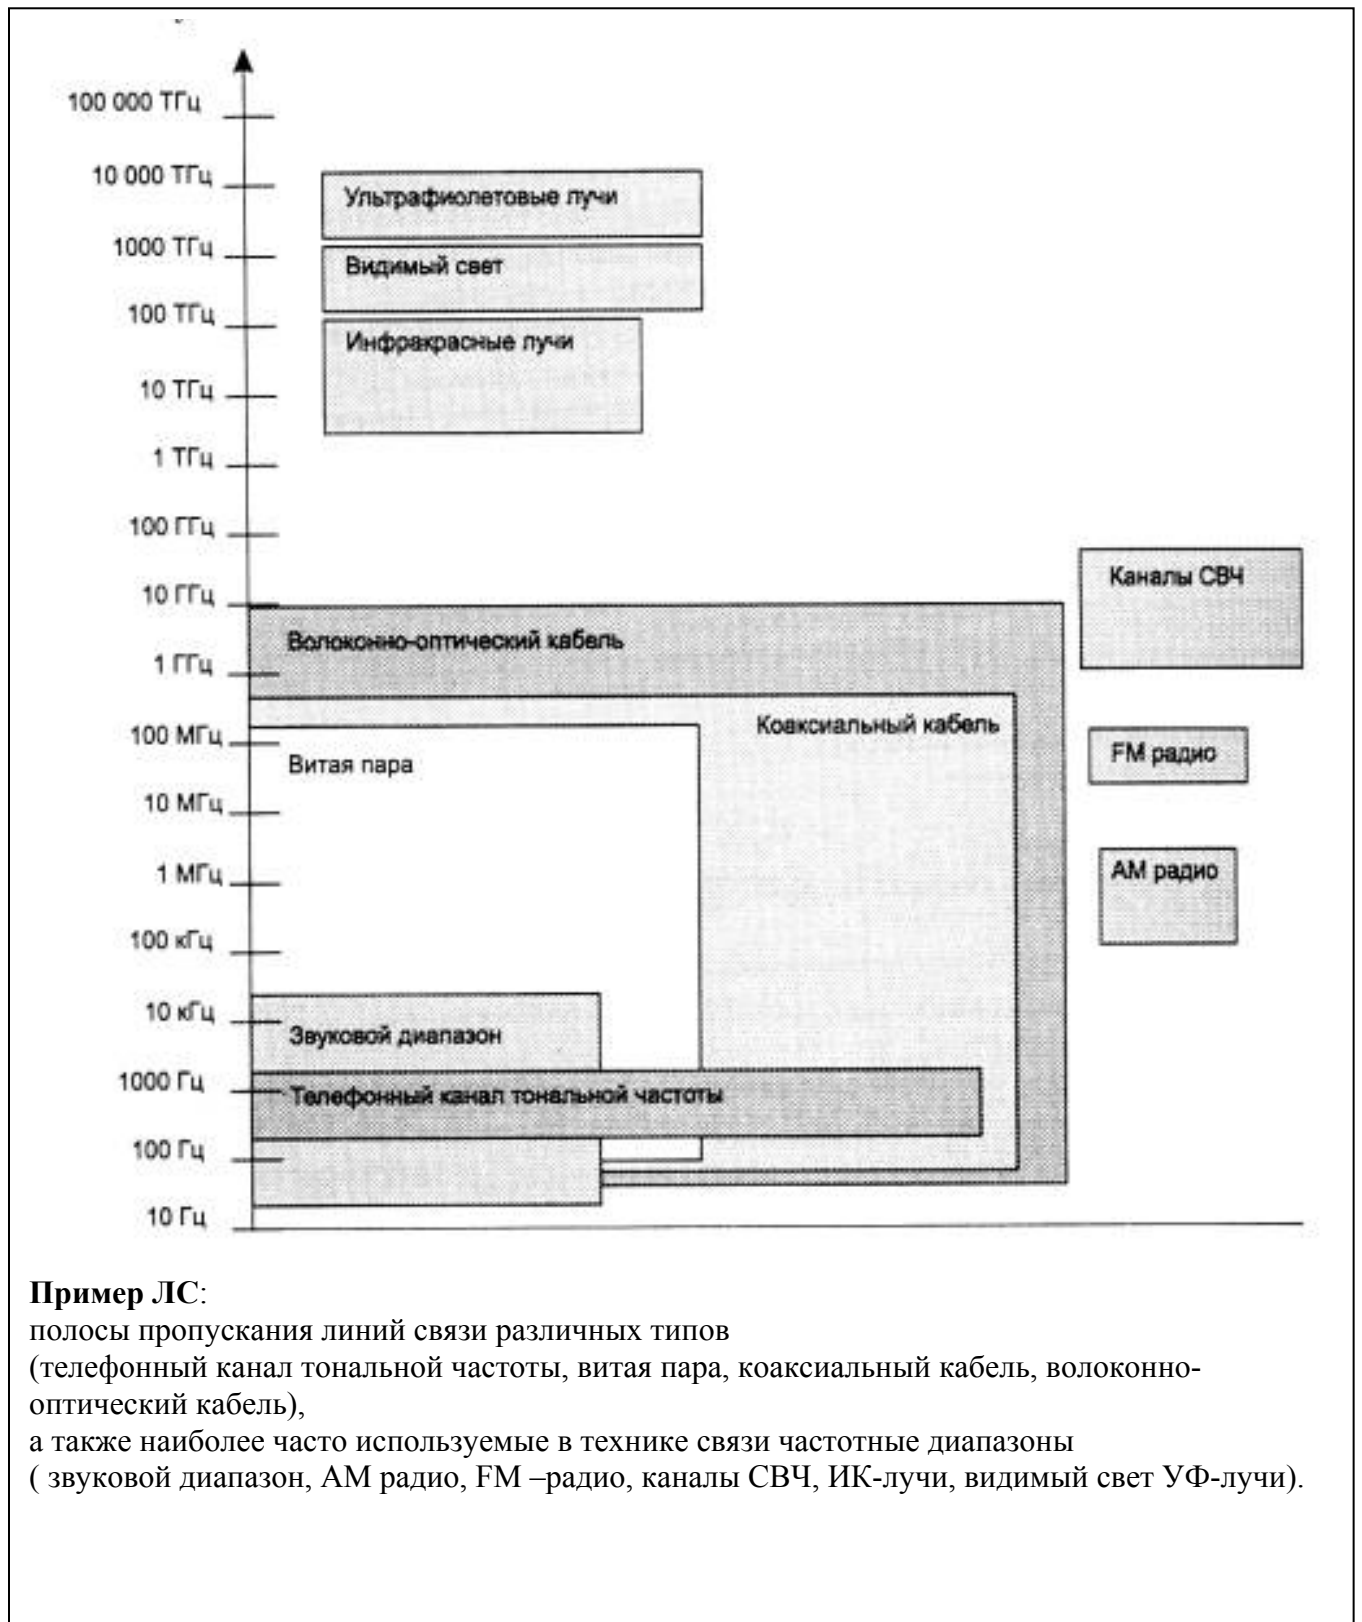 100 000 ТГц
10 000 ТГц
Ультрафиолетовые лучи
1000 ТГц
Видимый свет
100 ТГц
Инфракрасные лучи
10 ТГц
1 ТГц
100 ГГц
Каналы СВЧ
10 ГГц
Волоконно-оптический кабель
1 ГГц
Коаксиальный кабель
100 МГц
FM радио
Витая пара
10 МГц
1 МГц
АМ радио
100 кГц
10 кГц
Звуковой диапазон
1000 Гц
Телефонный канал тональной частоты
100 Гц
10 Гц
Пример ЛС:
полосы пропускания линий связи различных типов
(телефонный канал тональной частоты, витая пара, коаксиальный кабель, волоконно-
оптический кабель),
а также наиболее часто используемые в технике связи частотные диапазоны
( звуковой диапазон, АМ радио, FM –радио, каналы СВЧ, ИК-лучи, видимый свет УФ-лучи).